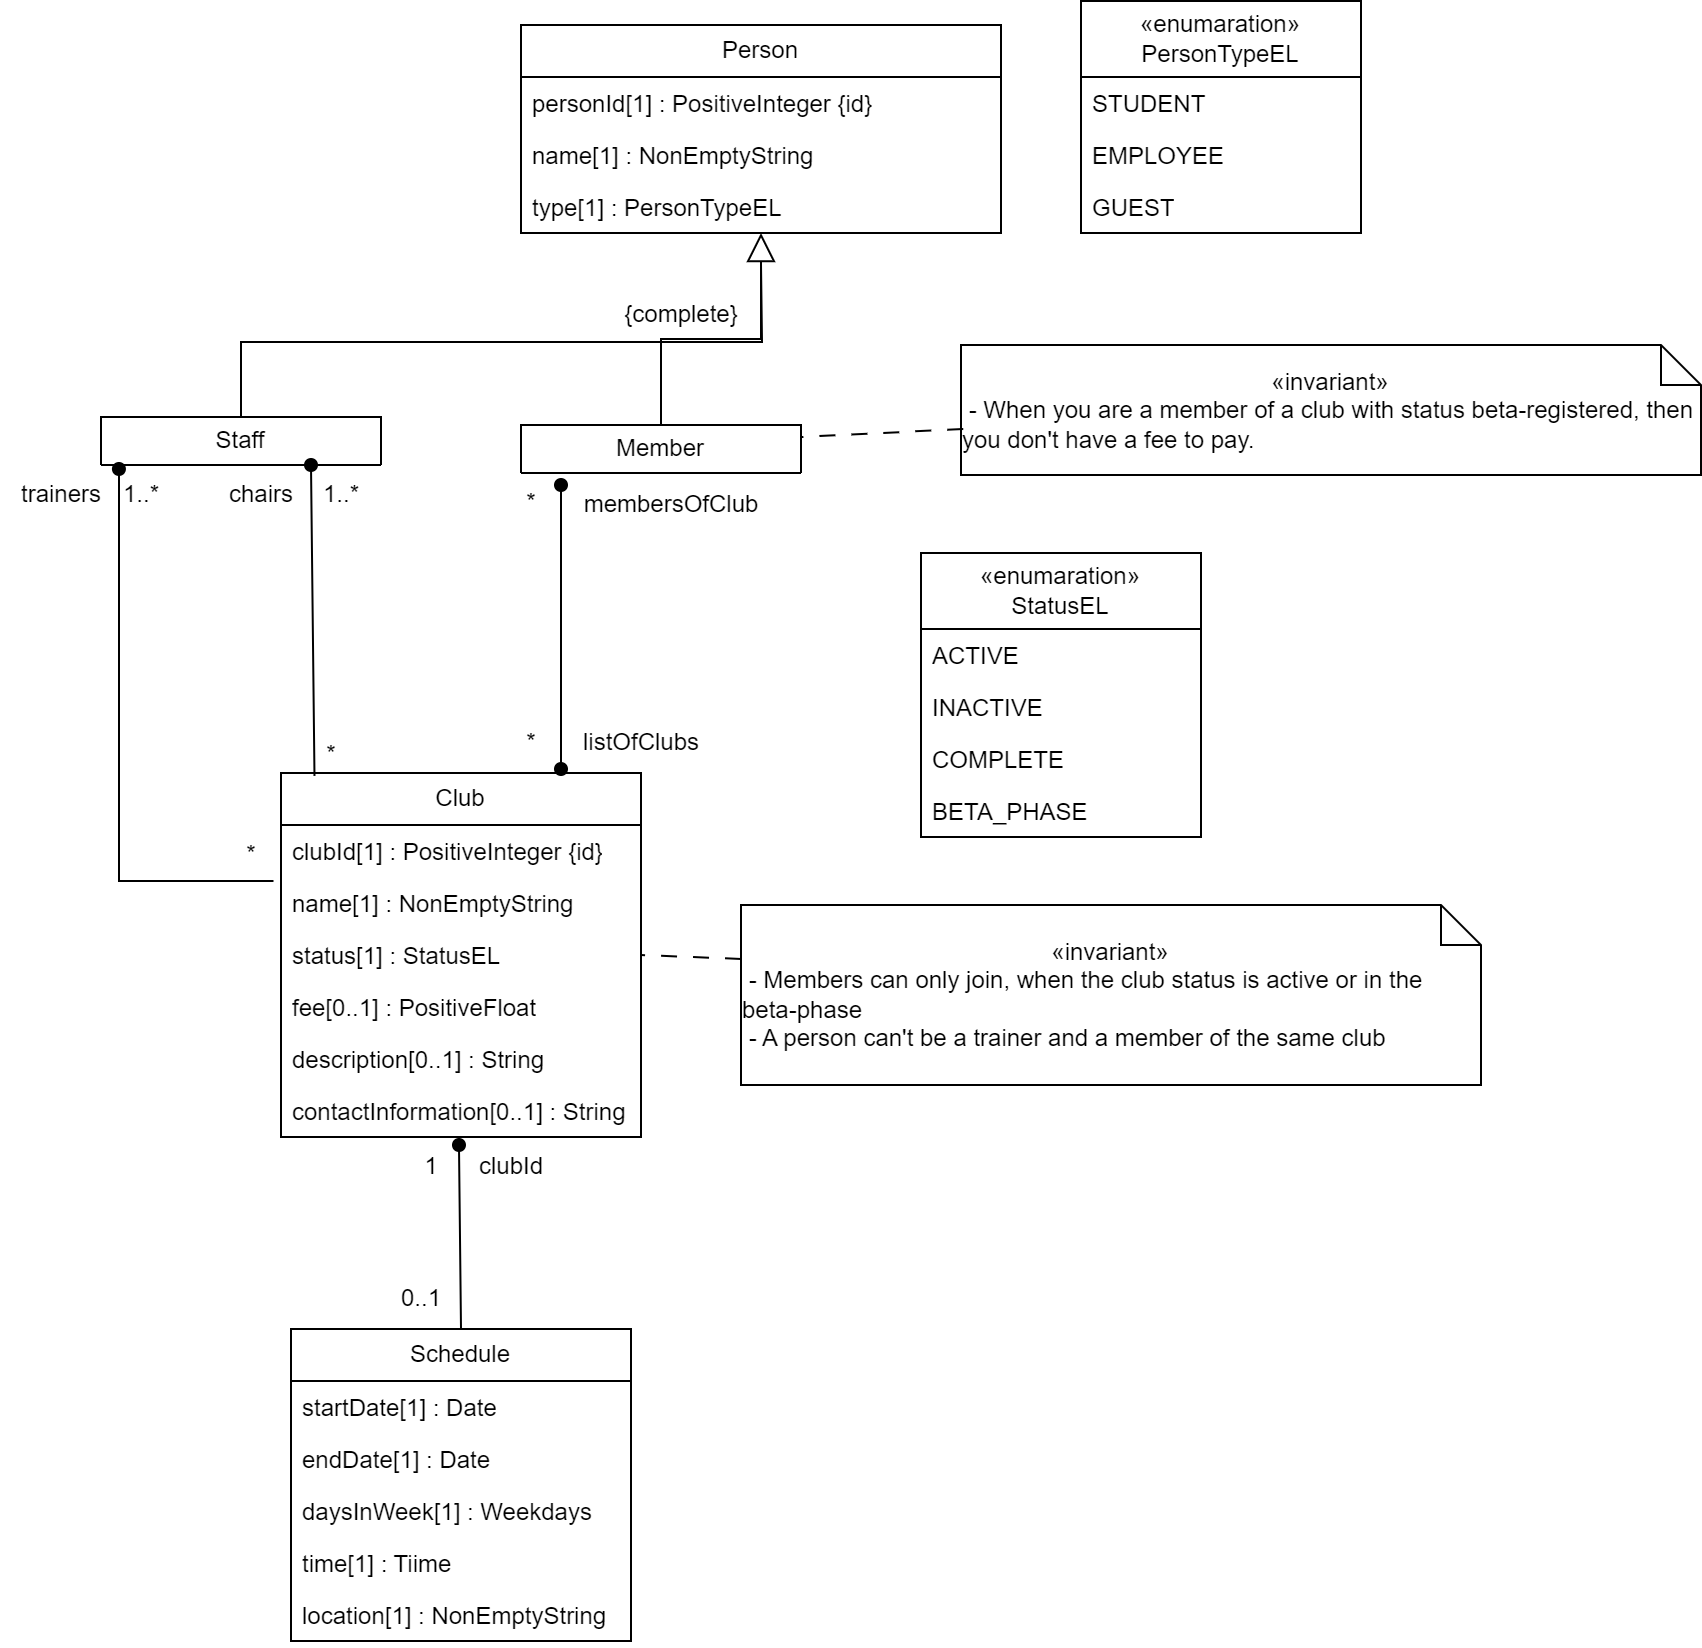 Person
personId[1] : PositiveInteger {id}
name[1] : NonEmptyString
type[1] : PersonTypeEL
«enumaration»
PersonTypeEL
STUDENT
EMPLOYEE
GUEST
{complete}
«invariant»
- When you are a member of a club with status beta-registered, then
you don't have a fee to pay.
Staff
Member
trainers
1..*
chairs
1..*
*
membersOfClub
«enumaration»
StatusEL
ACTIVE
INACTIVE
COMPLETE
BETA_PHASE
*
*
listOfClubs
*
Club
clubId[1] : PositiveInteger {id}
name[1] : NonEmptyString
status[1] : StatusEL
fee[0..1] : PositiveFloat
description[0..1] : String
contactInformation[0..1] : String
«invariant»
- Members can only join, when the club status is active or in the
beta-phase
- A person can't be a trainer and a member of the same club
1
clubId
0..1
Schedule
startDate[1] : Date
endDate[1] : Date
daysInWeek[1] : Weekdays
time[1] : Tiime
location[1] : NonEmptyString